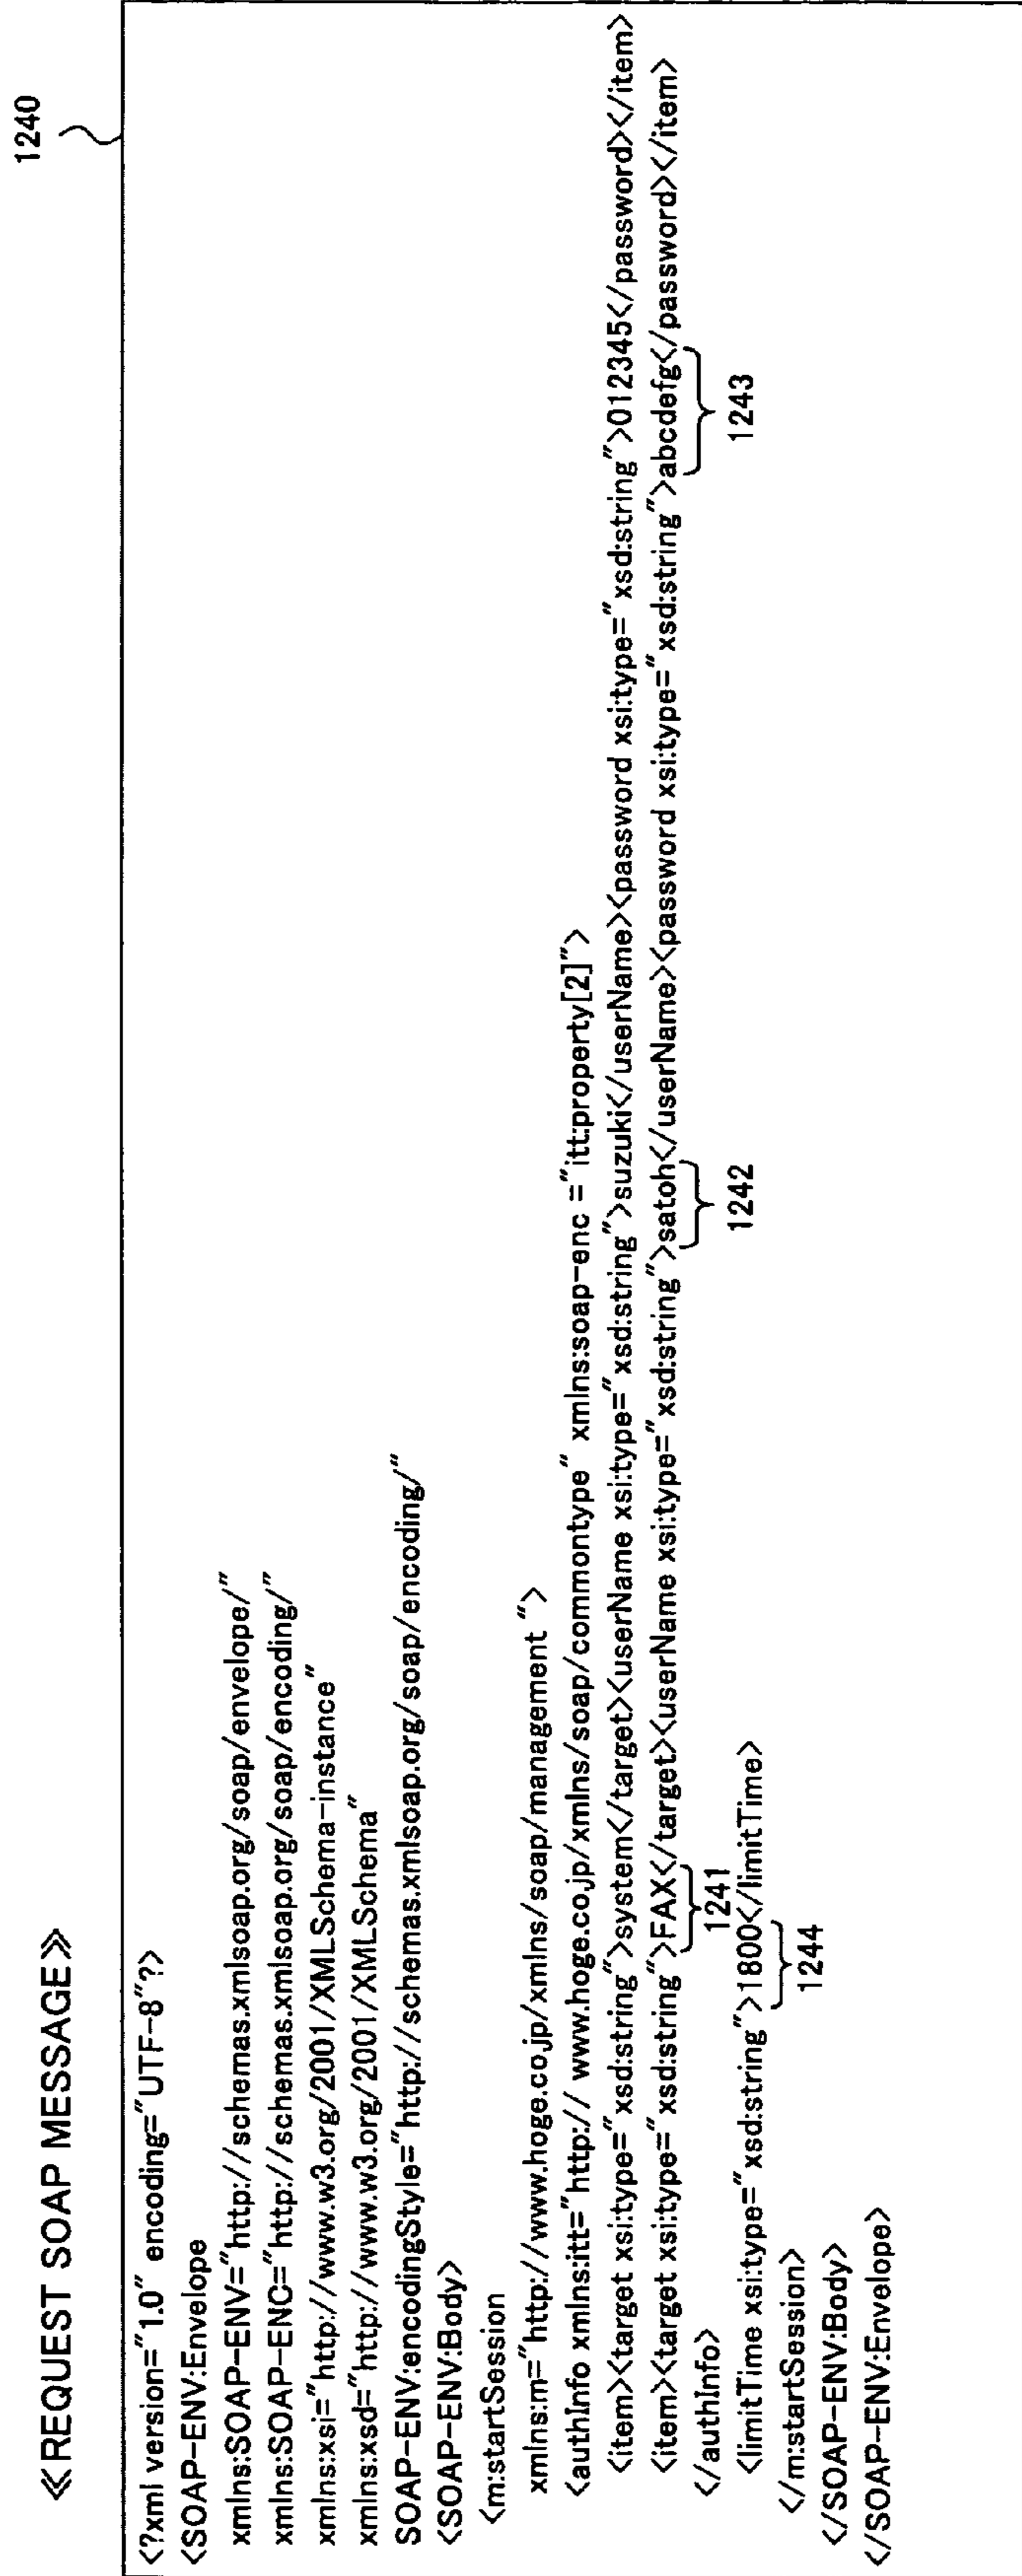 ≪REQUEST SOAP MESSAGE≫
1240
<?xml version="1.0" encoding="UTF-8"?>
<SOAP-ENV:Envelope
xmlns:SOAP-ENV="http://schemas.xmlsoap.org/soap/envelope/"
xmlns:SOAP-ENC="http://schemas.xmlsoap.org/soap/encoding/"
xmlns:xsi="http://www.w3.org/2001/XMLSchema-instance"
xmlns:xsd="http://www.w3.org/2001/XMLSchema"
SOAP-ENV:encodingStyle="http://schemas.xmlsoap.org/soap/encoding/"
<SOAP-ENV:Body>
<m:startSession
xmlns:m="http://www.hoge.co.jp/xmlns/soap/management ">
<authInfo xmlns:itt="http:// www.hoge.co.jp/xmlns/soap/commontype" xmlns:soap-enc ="itt:property[2]">
<item><target xsi:type="xsd:string">system</target><userName xsi:type="xsd:string">suzuki</userName><password xsi:type="xsd:string">012345</password></item>
<item><target xsi:type="xsd:string">FAX</target><userName xsi:type="xsd:string">satoh</userName><password xsi:type="xsd:string">abcdefg</password></item>
</authInfo>
1241
1242
1243
<limitTime xsi:type="xsd:string">1800</limitTime>
1244
</m:startSession>
</SOAP-ENV:Body>
</SOAP-ENV:Envelope>